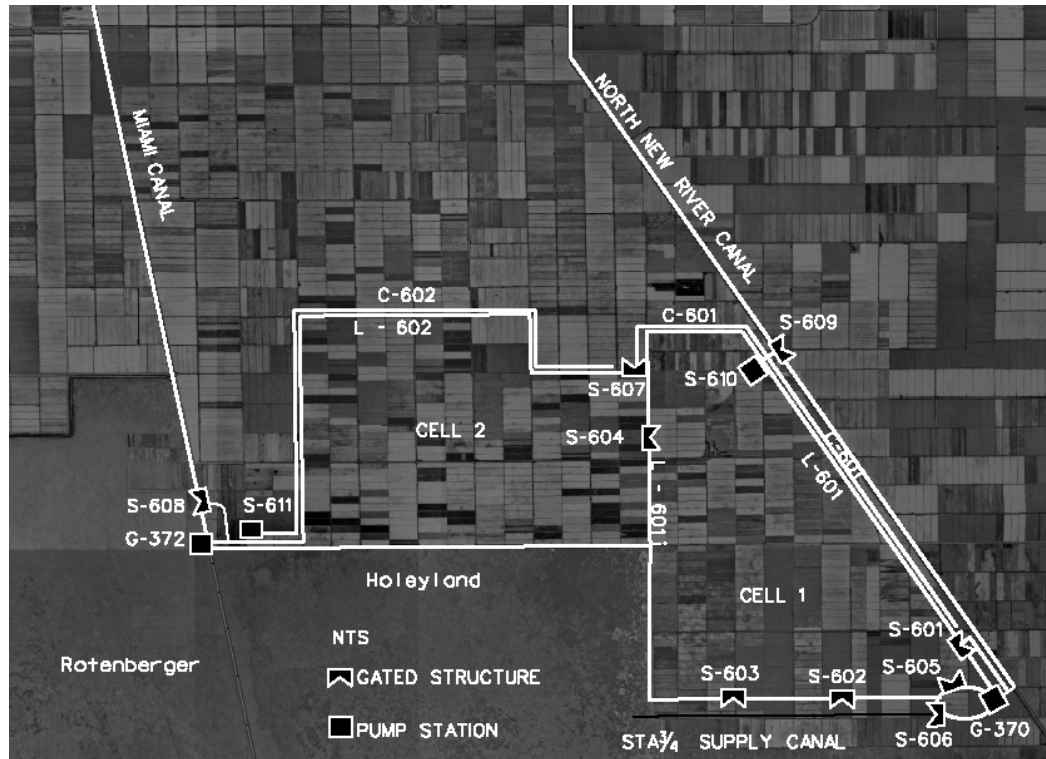 MIAMI CANAL
NORTH NEW RIVER CANAL
C-602
L - 602
C-601
S-609
S-607
S-610
CELL 2
S-604
L-601
L - 601i
S-608
S-611
G-372
Holeyland
CELL 1
NTS
Rotenberger
GATED STRUCTURE
PUMP STATION
S-601
S-605
S-603
S-602
STA3/4 SUPPLY CANAL
S-606
G-370